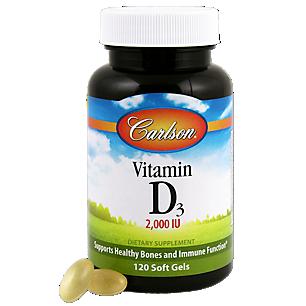 Carlson®
Vitamin
D3
2,000 IU
DIETARY SUPPLEMENT
Supports Healthy Bones and Immune Function*
120 Soft Gels